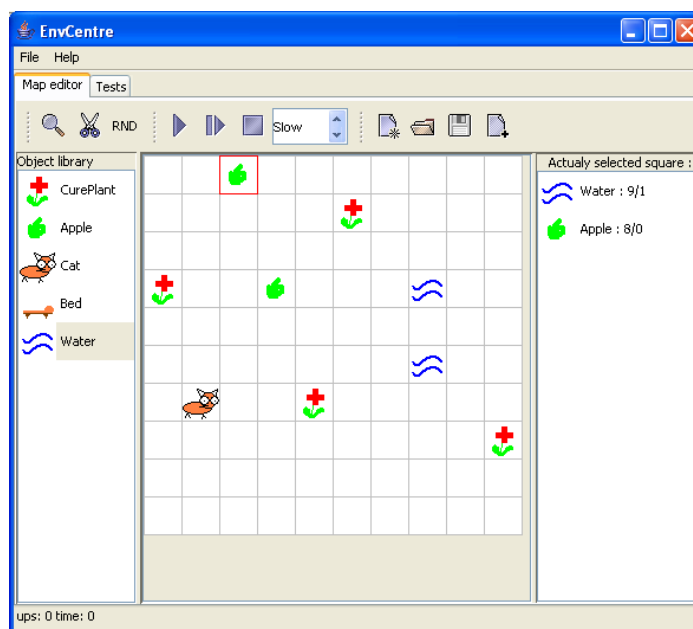 EnvCentre
File Help
Map editor Tests
RND Slow
Object library
CurePlant
Apple
Cat
Bed
Water
Actualy selected square :
Water : 9/1
Apple : 8/0
ups: 0 time: 0